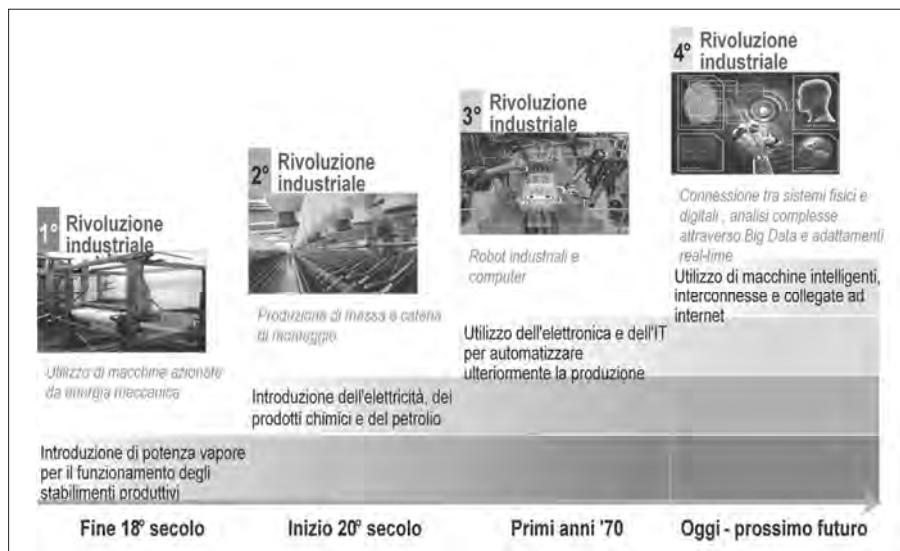 1° Rivoluzione
industriale
Utilizzo di macchine azionate
da energia meccanica
Introduzione di potenza vapore
per il funzionamento degli
stabilimenti produttivi
Fine 18° secolo
2° Rivoluzione
industriale
Produzione di massa e catena
di montaggio
Introduzione dell'elettricità, dei
prodotti chimici e del petrolio
Inizio 20° secolo
3° Rivoluzione
industriale
Robot industriali e
computer
Utilizzo dell'elettronica e dell'IT
per automatizzare
ulteriormente la produzione
Primi anni '70
4° Rivoluzione
industriale
Connessione tra sistemi fisici e
digitali , analisi complesse
attraverso Big Data e adattamenti
real-time
Utilizzo di macchine intelligenti,
interconnesse e collegate ad
internet
Oggi - prossimo futuro